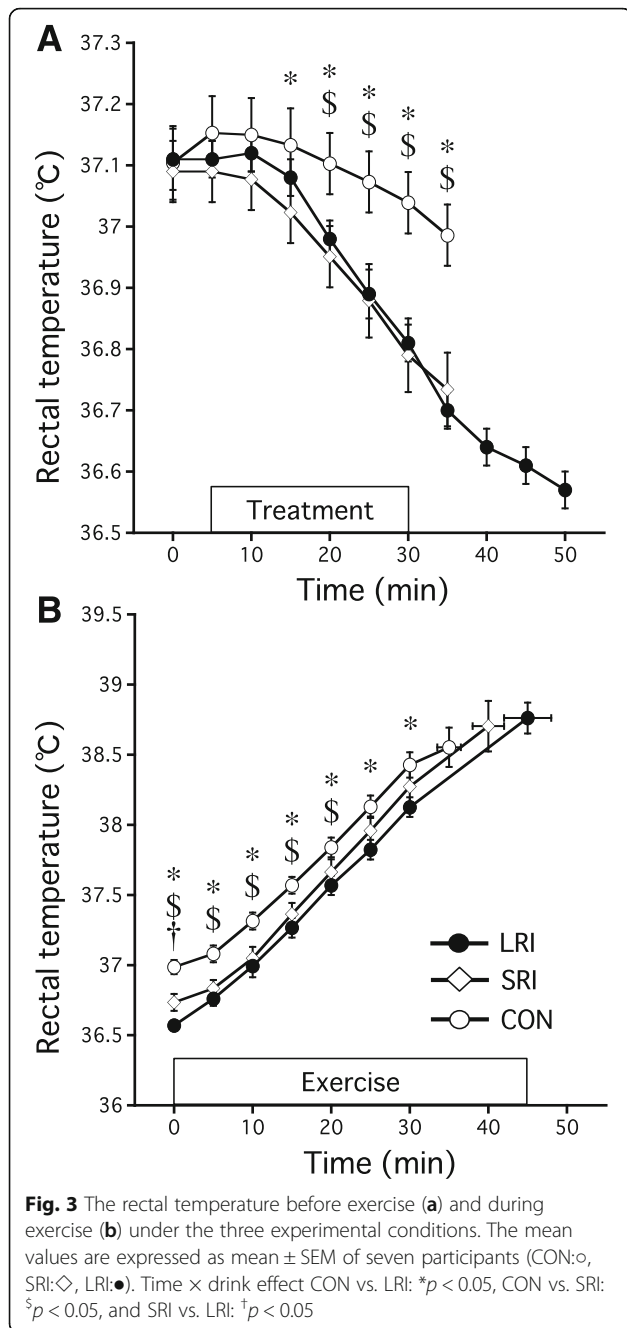 A
37.3
37.2
37.1
37
36.9
36.8
36.7
36.6
36.5
Rectal temperature (℃)
* * * * *
$ $ $ $
Treatment
0 10 20 30 40 50
Time (min)
B
39.5
39
38.5
38
37.5
37
36.5
36
Rectal temperature (℃)
* * * * * * *
$ $ $ $ $
†
LRI
SRI
CON
Exercise
0 10 20 30 40 50
Time (min)
Fig. 3 The rectal temperature before exercise (a) and during
exercise (b) under the three experimental conditions. The mean
values are expressed as mean ± SEM of seven participants (CON:○,
SRI:◇, LRI:●). Time × drink effect CON vs. LRI: *p < 0.05, CON vs. SRI:
$p < 0.05, and SRI vs. LRI: †p < 0.05